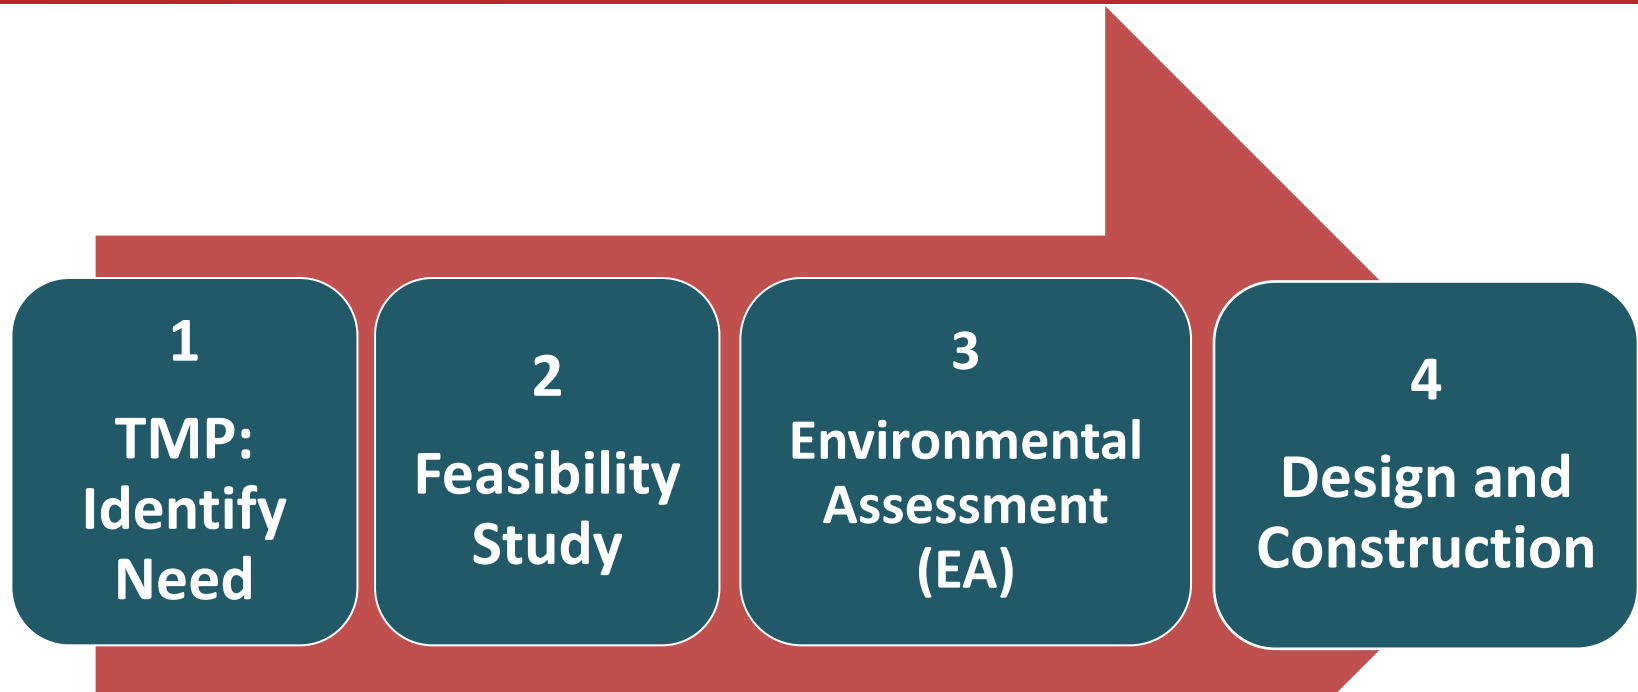 1
TMP:
Identify
Need
2
Feasibility
Study
3
Environmental
Assessment
(EA)
4
Design and
Construction